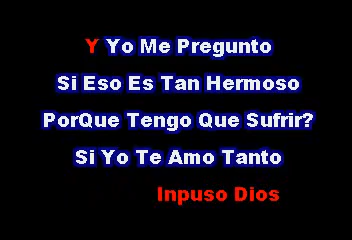 Y Yo Me Pregunto
Si Eso Es Tan Hermoso
PorQue Tengo Que Sufrir?
Si Yo Te Amo Tanto
Inpuso Dios